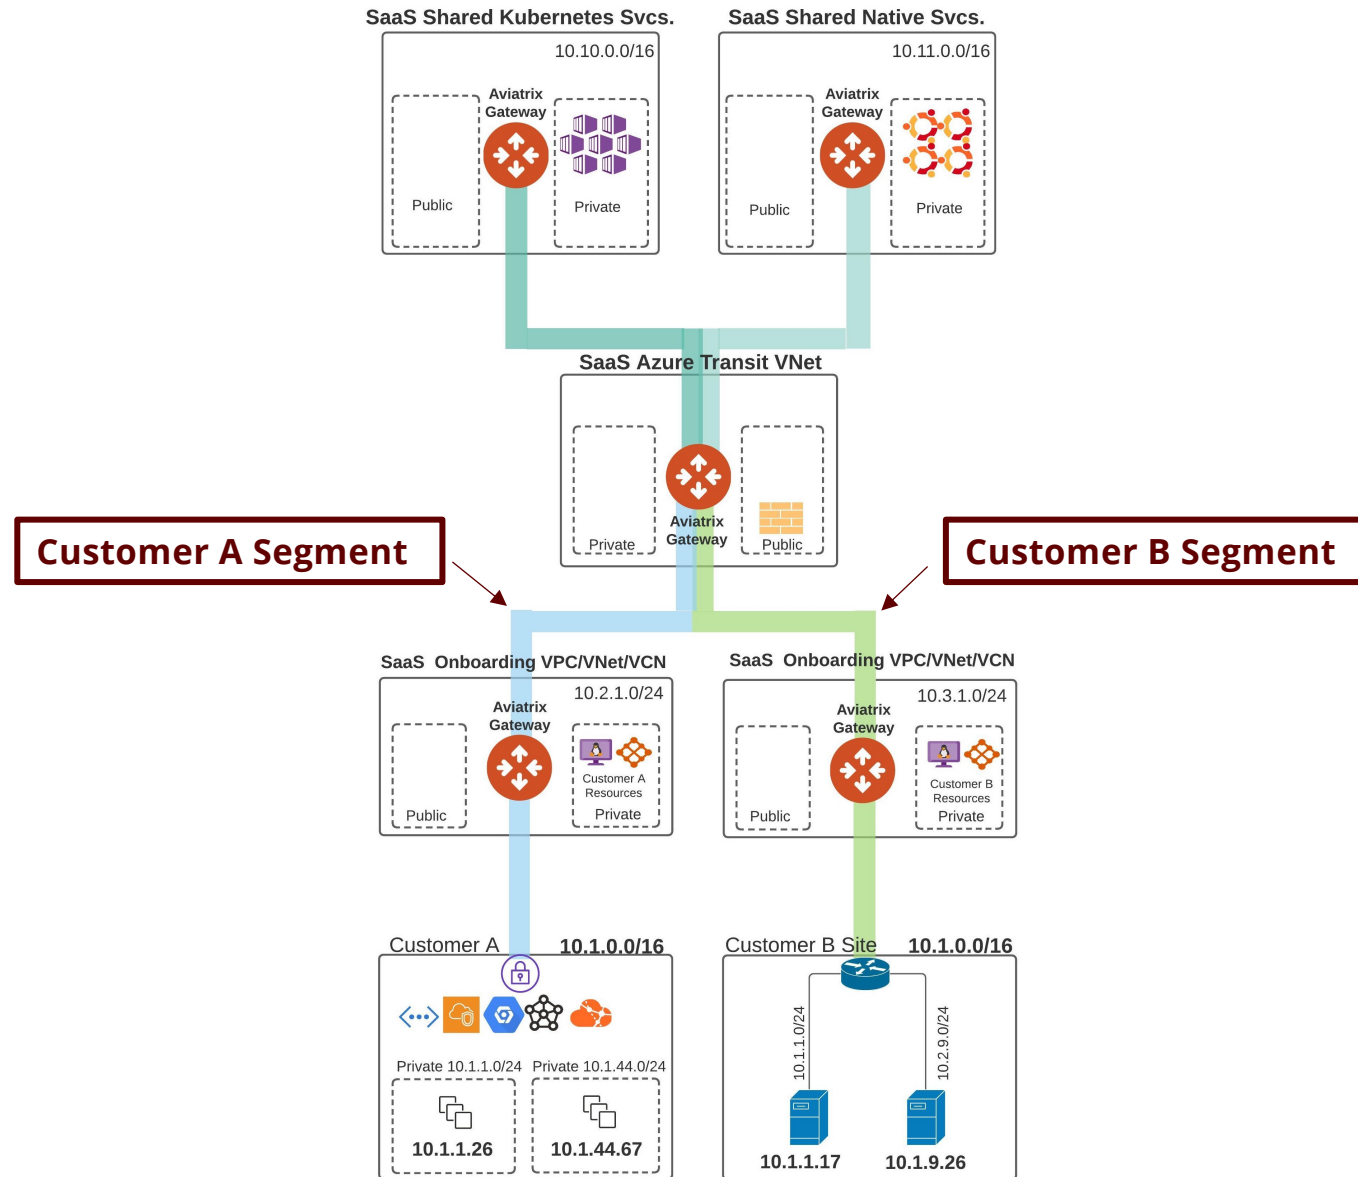 SaaS Shared Kubernetes Svcs.
10.10.0.0/16
Aviatrix
Gateway
Public
Private
SaaS Shared Native Svcs.
10.11.0.0/16
Aviatrix
Gateway
Public
Private
SaaS Azure Transit VNet
Aviatrix
Gateway
Private
Public
Customer A Segment
Customer B Segment
SaaS Onboarding VPC/VNet/VCN
10.2.1.0/24
Aviatrix
Gateway
Customer A
Resources
Public
Private
SaaS Onboarding VPC/VNet/VCN
10.3.1.0/24
Aviatrix
Gateway
Customer B
Resources
Public
Private
Customer A
10.1.0.0/16
Private 10.1.1.0/24
Private 10.1.44.0/24
10.1.1.26
10.1.44.67
Customer B Site
10.1.0.0/16
10.1.1.0/24
10.2.9.0/24
10.1.1.17
10.1.9.26